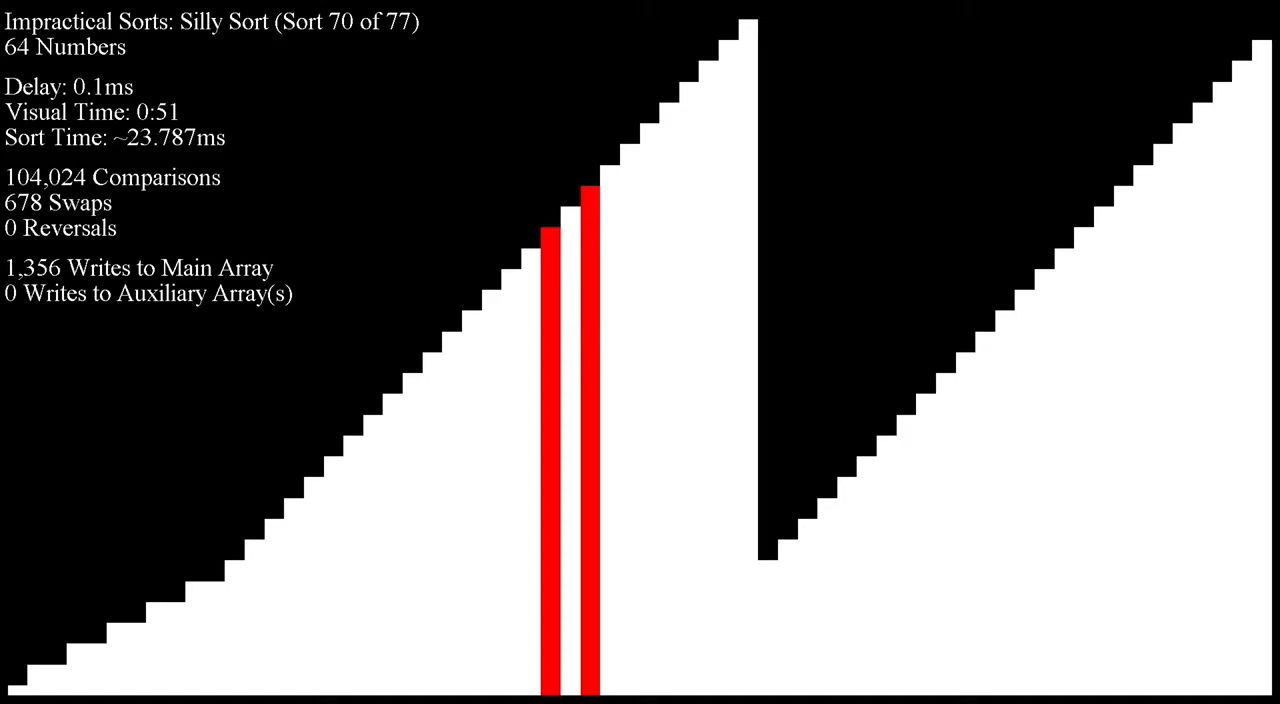 Impractical Sorts: Silly Sort (Sort 70 of 77)
64 Numbers
Delay: 0.1ms
Visual Time: 0:51
Sort Time: ~23.787ms
104,024 Comparisons
678 Swaps
0 Reversals
1,356 Writes to Main Array
0 Writes to Auxiliary Array(s)